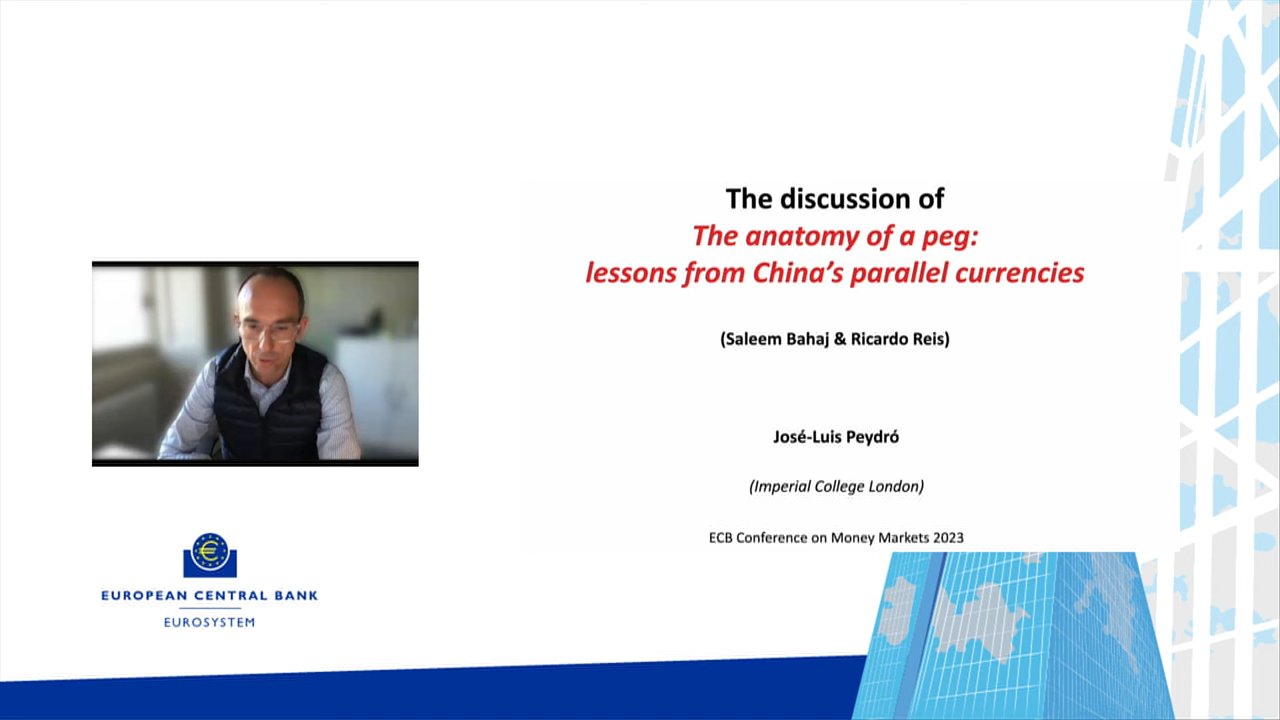 The discussion of
The anatomy of a peg:
lessons from China’s parallel currencies
(Saleem Bahaj & Ricardo Reis)
José-Luis Peydró
(Imperial College London)
ECB Conference on Money Markets 2023
EUROPEAN CENTRAL BANK
EUROSYSTEM